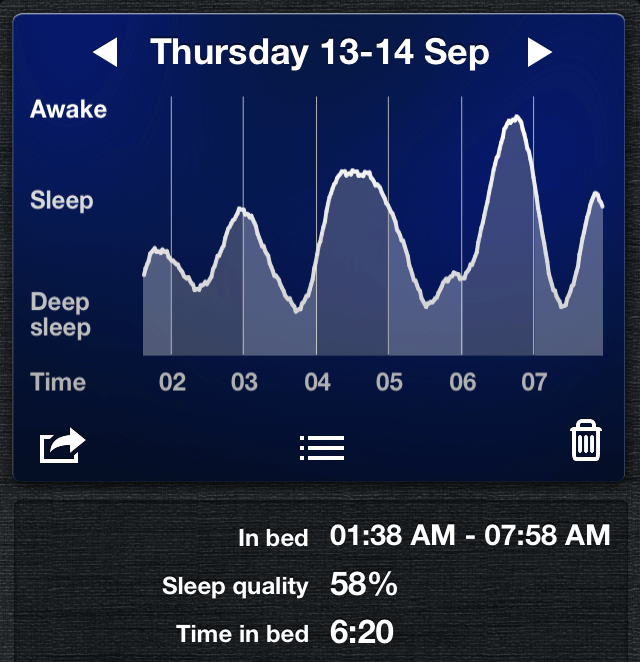 Thursday 13-14 Sep
Awake
Sleep
Deep
sleep
Time 02 03 04 05 06 07
In bed 01:38 AM - 07:58 AM
Sleep quality 58%
Time in bed 6:20